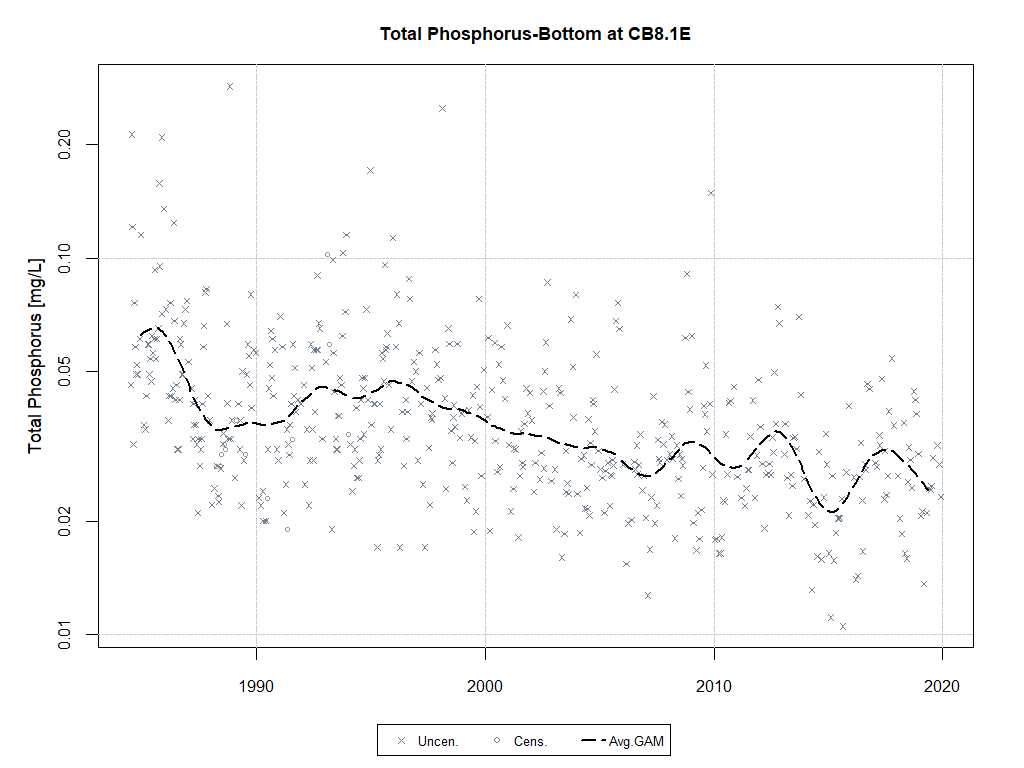 Total Phosphorus-Bottom at CB8.1E
Total Phosphorus [mg/L]
0.20
0.10
0.05
0.02
0.01
1990 2000 2010 2020
Uncen. Cens. Avg.GAM